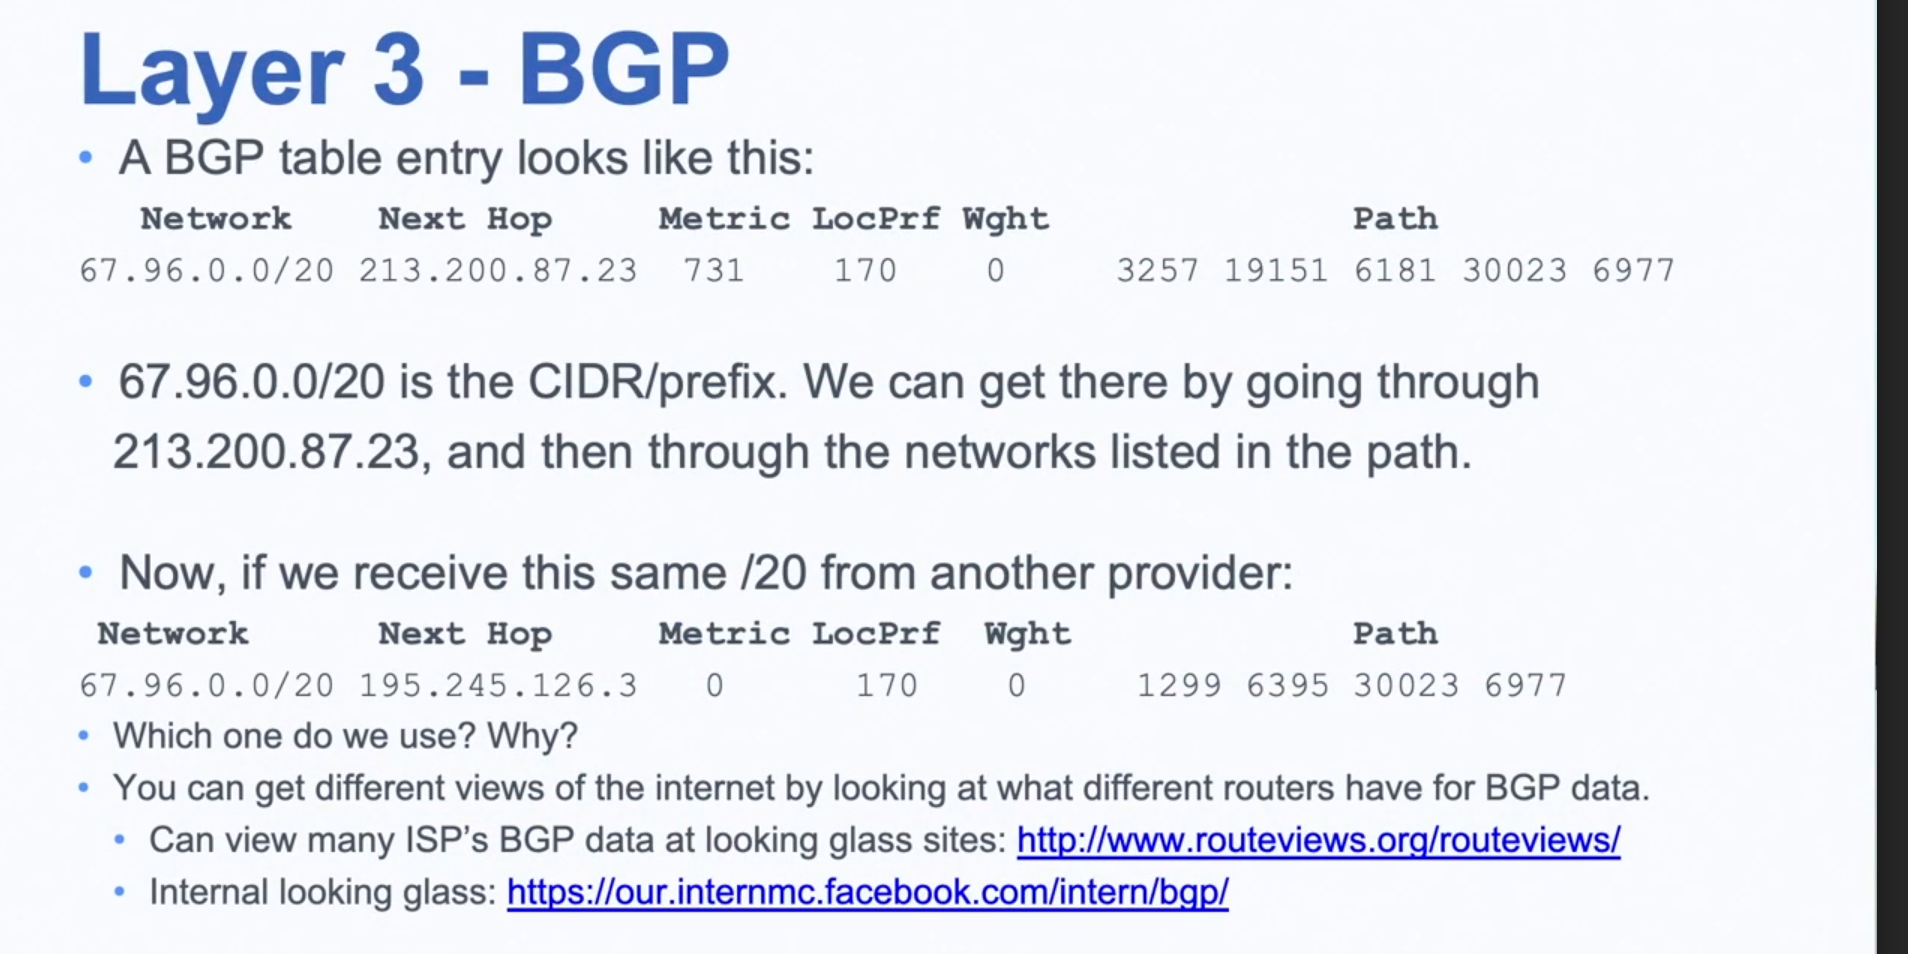 Layer 3 - BGP
• A BGP table entry looks like this:
Network Next Hop Metric LocPrf Wght Path
67.96.0.0/20 213.200.87.23 731 170 0 3257 19151 6181 30023 6977
• 67.96.0.0/20 is the CIDR/prefix. We can get there by going through
213.200.87.23, and then through the networks listed in the path.
• Now, if we receive this same /20 from another provider:
Network Next Hop Metric LocPrf Wght Path
67.96.0.0/20 195.245.126.3 0 170 0 1299 6395 30023 6977
• Which one do we use? Why?
• You can get different views of the internet by looking at what different routers have for BGP data.
• Can view many ISP's BGP data at looking glass sites: http://www.routeviews.org/routeviews/
• Internal looking glass: https://our.internmc.facebook.com/intern/bgp/